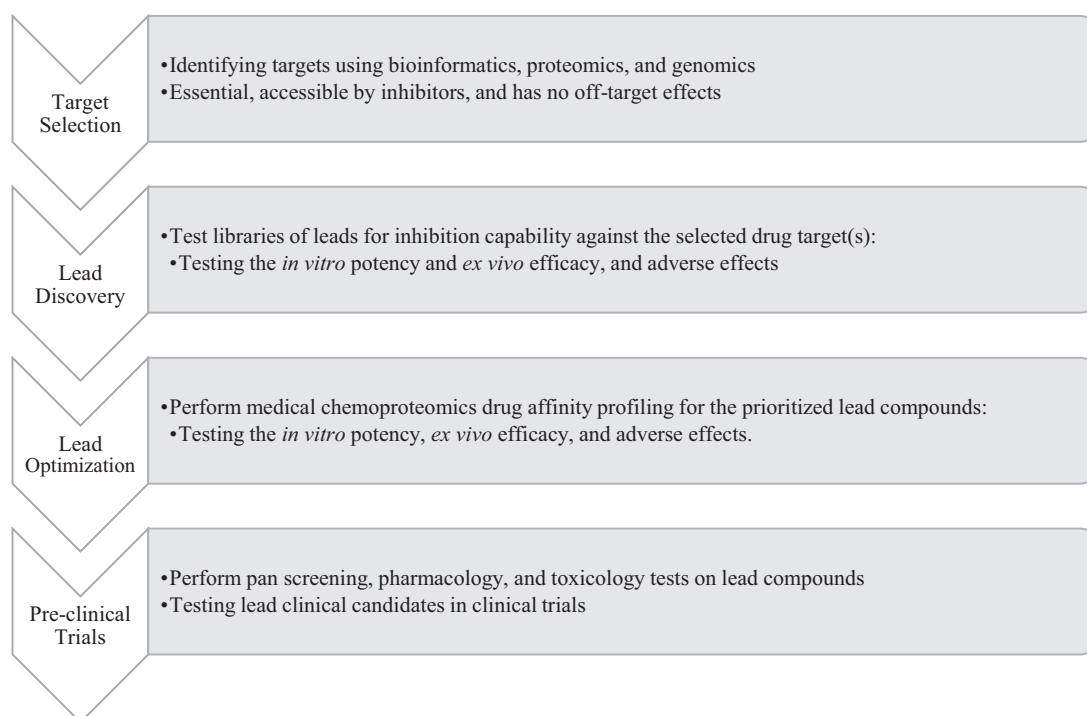 Target
Selection
•Identifying targets using bioinformatics, proteomics, and genomics
•Essential, accessible by inhibitors, and has no off-target effects
Lead
Discovery
•Test libraries of leads for inhibition capability against the selected drug target(s):
•Testing the in vitro potency and ex vivo efficacy, and adverse effects
Lead
Optimization
•Perform medical chemoproteomics drug affinity profiling for the prioritized lead compounds:
•Testing the in vitro potency, ex vivo efficacy, and adverse effects.
Pre-clinical
Trials
•Perform pan screening, pharmacology, and toxicology tests on lead compounds
•Testing lead clinical candidates in clinical trials